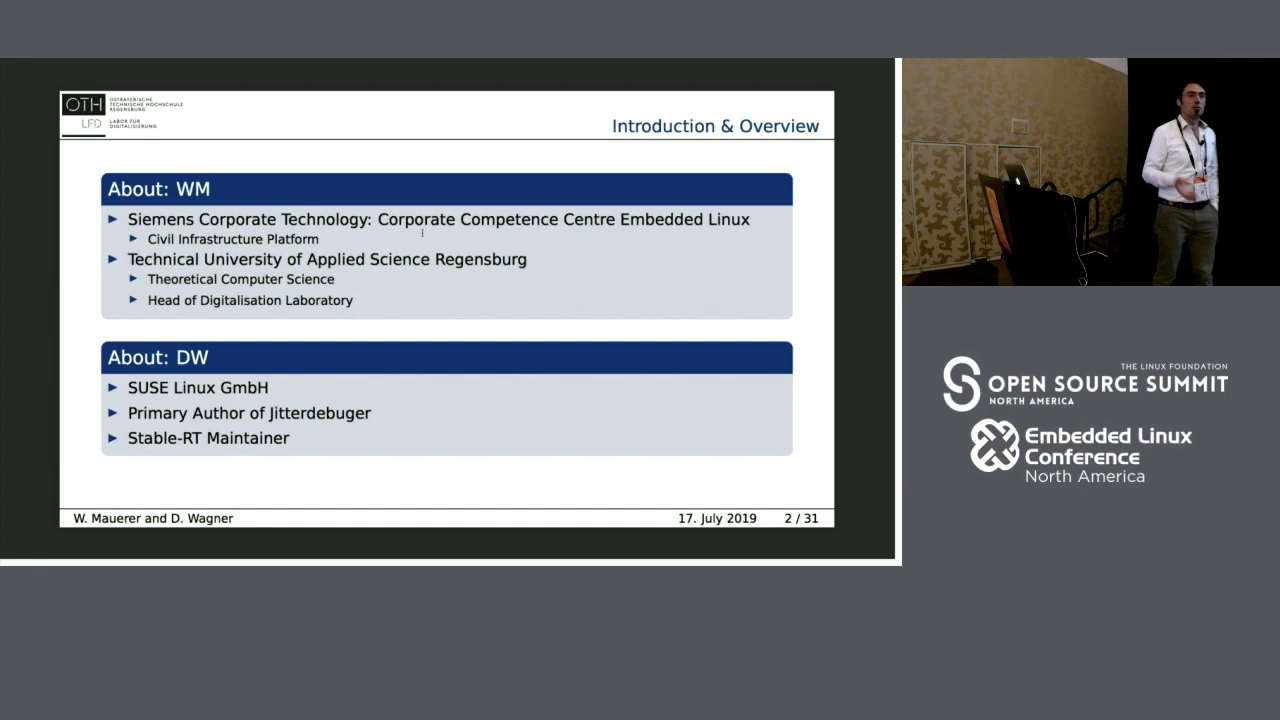 OTH
OSTBAYERISCHE
TECHNISCHE HOCHSCHULE
REGENSBURG
LFD
LABOR FÜR
DIGITALISIERUNG
Introduction & Overview
About: WM
Siemens Corporate Technology: Corporate Competence Centre Embedded Linux
Civil Infrastructure Platform
Technical University of Applied Science Regensburg
Theoretical Computer Science
Head of Digitalisation Laboratory
About: DW
SUSE Linux GmbH
Primary Author of Jitterdebuger
Stable-RT Maintainer
W. Mauerer and D. Wagner
17. July 2019
2 / 31
THE LINUX FOUNDATION
OPEN SOURCE SUMMIT
NORTH AMERICA
Embedded Linux
Conference
North America